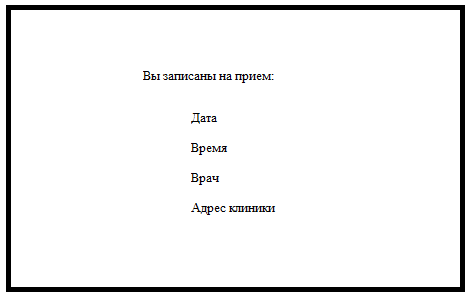 Вы записаны на прием:
Дата
Время
Врач
Адрес клиники